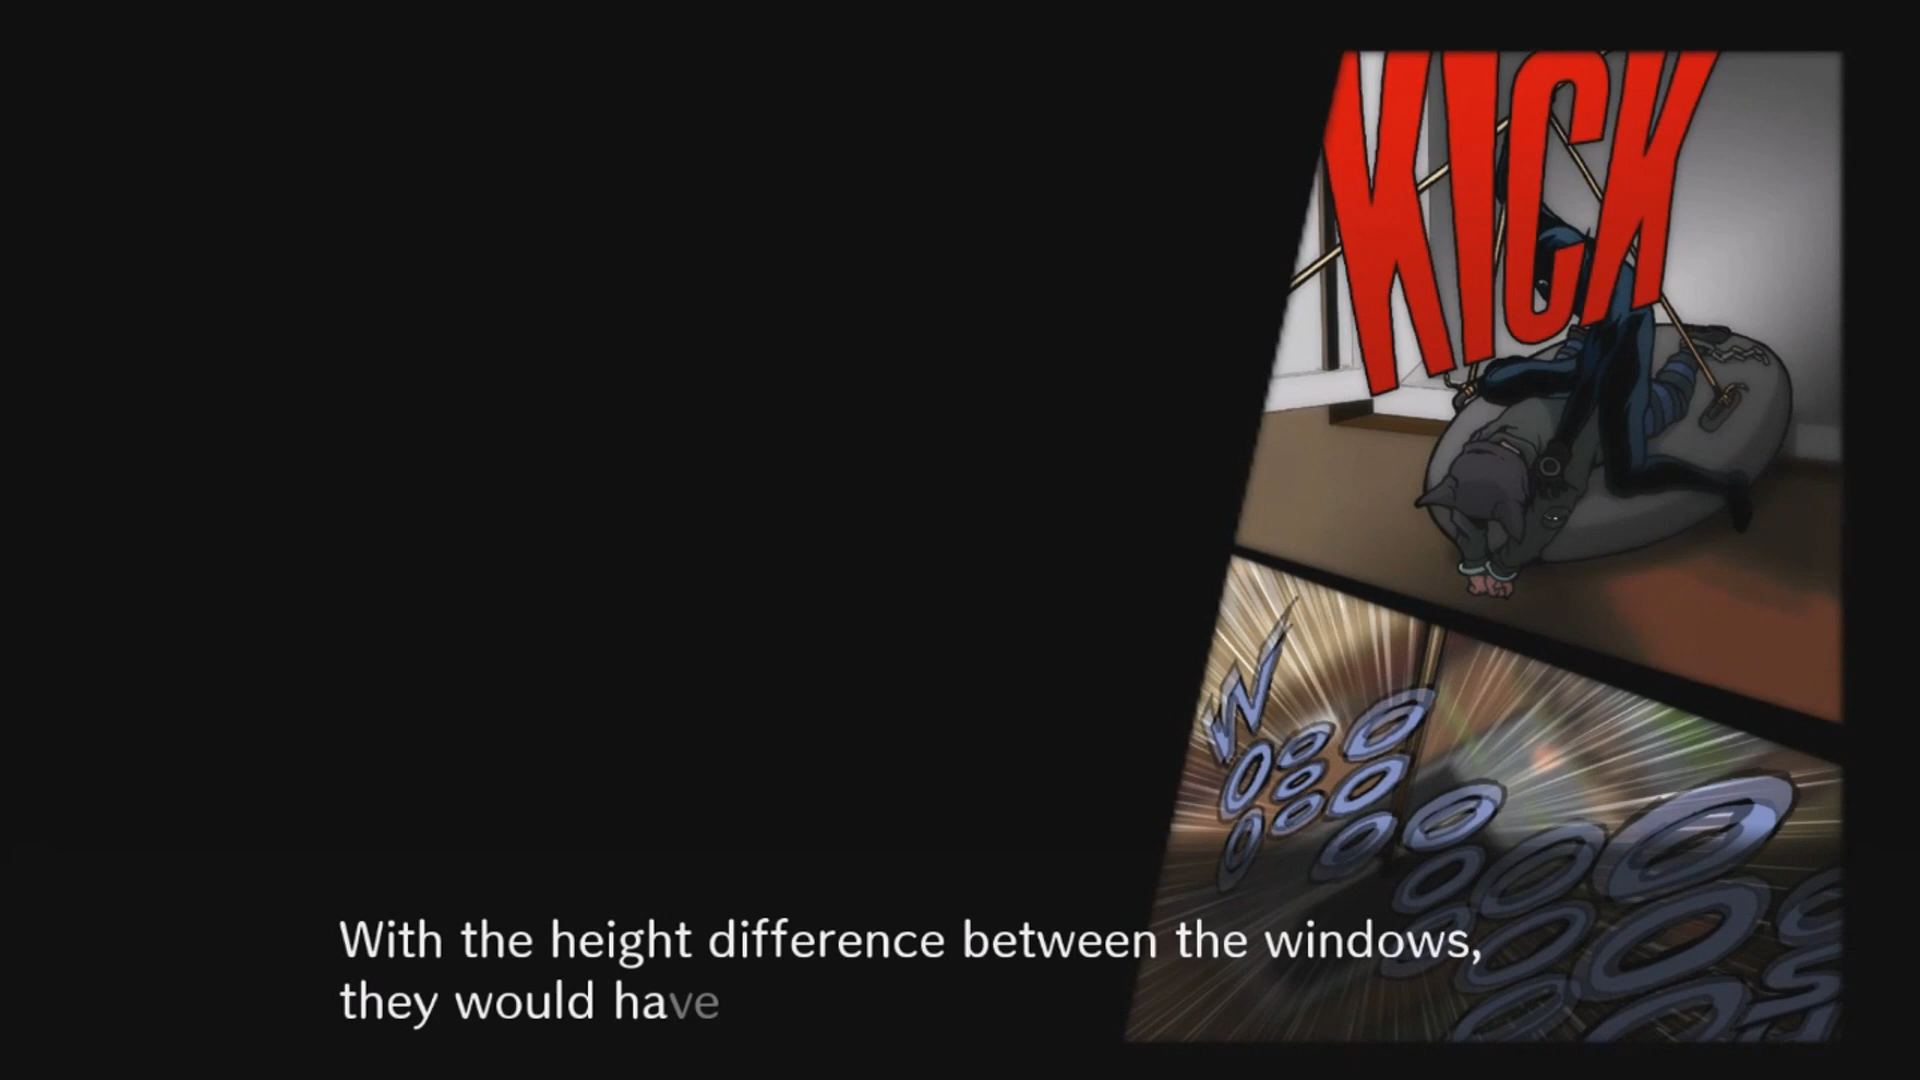 KICK
With the height difference between the windows,
they would have